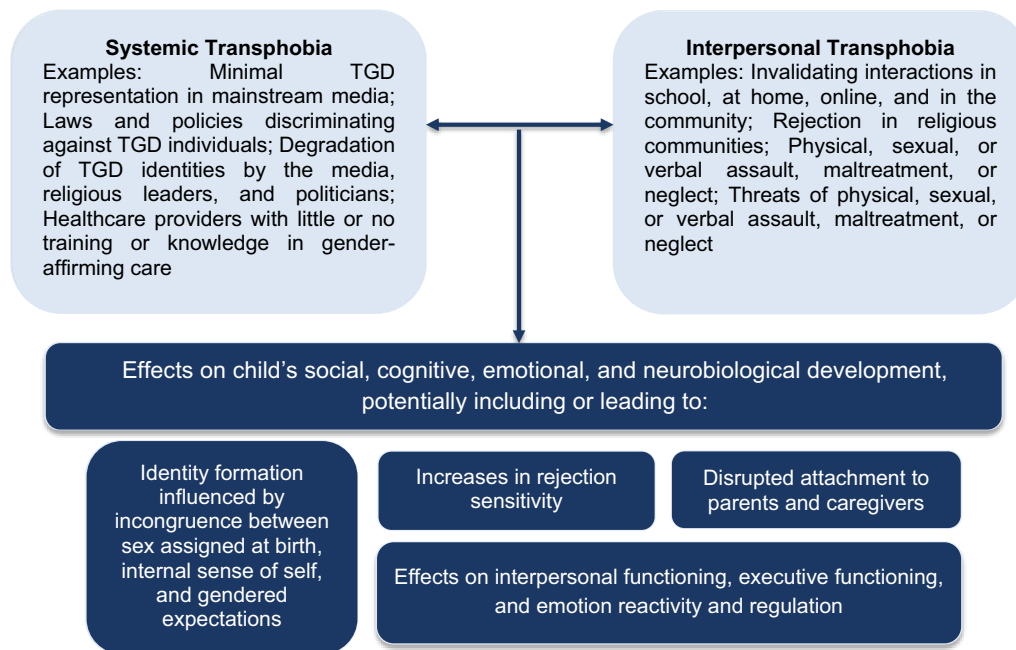 Systemic Transphobia
Examples: Minimal TGD
representation in mainstream media;
Laws and policies discriminating
against TGD individuals; Degradation
of TGD identities by the media,
religious leaders, and politicians;
Healthcare providers with little or no
training or knowledge in gender-
affirming care
Interpersonal Transphobia
Examples: Invalidating interactions in
school, at home, online, and in the
community; Rejection in religious
communities; Physical, sexual, or
verbal assault, maltreatment, or
neglect; Threats of physical, sexual,
or verbal assault, maltreatment, or
neglect
Effects on child’s social, cognitive, emotional, and neurobiological development,
potentially including or leading to:
Identity formation
influenced by
incongruence between
sex assigned at birth,
internal sense of self,
and gendered
expectations
Increases in rejection
sensitivity
Disrupted attachment to
parents and caregivers
Effects on interpersonal functioning, executive functioning,
and emotion reactivity and regulation